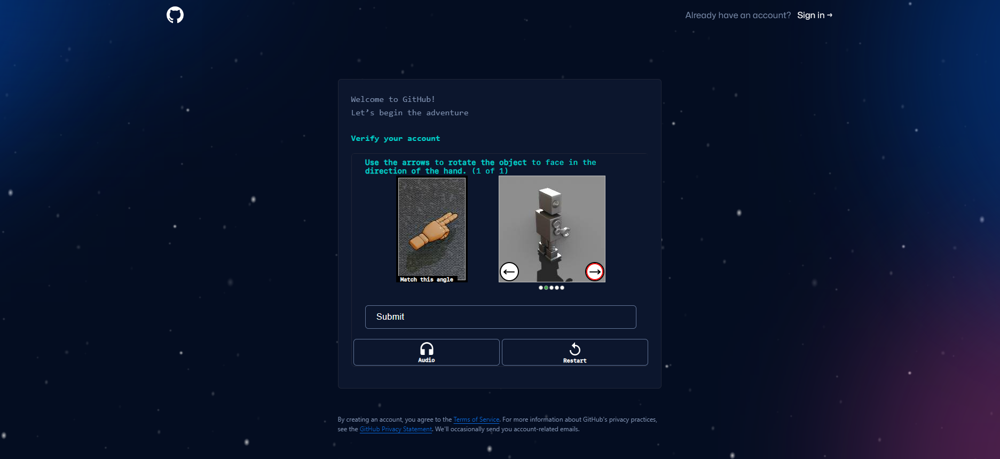 Already have an account? Sign in →
Welcome to GitHub!
Let’s begin the adventure
Verify your account
Use the arrows to rotate the object to face in the
direction of the hand. (1 of 1)
Match this angle
Submit
Audio
Restart
By creating an account, you agree to the Terms of Service. For more information about GitHub's privacy practices,
see the GitHub Privacy Statement. We'll occasionally send you account-related emails.